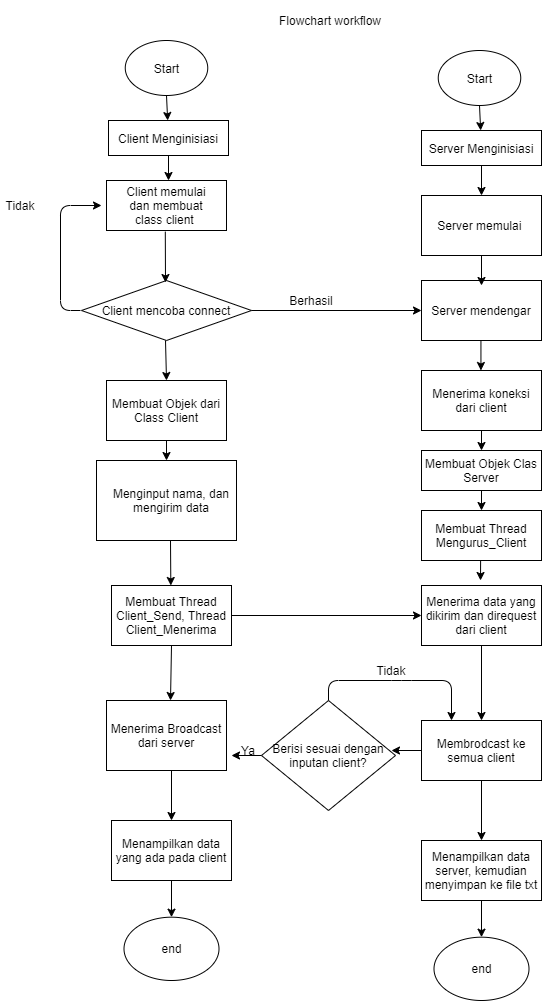 Flowchart workflow
Start
Start
Client Menginisiasi
Server Menginisiasi
Tidak
Client memulai
dan membuat
class client
Server memulai
Client mencoba connect
Berhasil
Server mendengar
Membuat Objek dari
Class Client
Menerima koneksi
dari client
Membuat Objek Clas
Server
Menginput nama, dan
mengirim data
Membuat Thread
Mengurus_Client
Membuat Thread
Client_Send, Thread
Client_Menerima
Menerima data yang
dikirim dan direquest
dari client
Tidak
Menerima Broadcast
dari server
Ya
Berisi sesuai dengan
inputan client?
Membrodcast ke
semua client
Menampilkan data
yang ada pada client
Menampilkan data
server, kemudian
menyimpan ke file txt
end
end